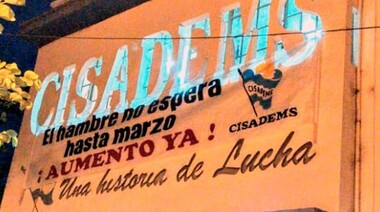 CISADEMS
El hambre no espera
hasta marzo
¡AUMENTO YA!
Una historia de Lucha
CISADEMS
CISADEMS